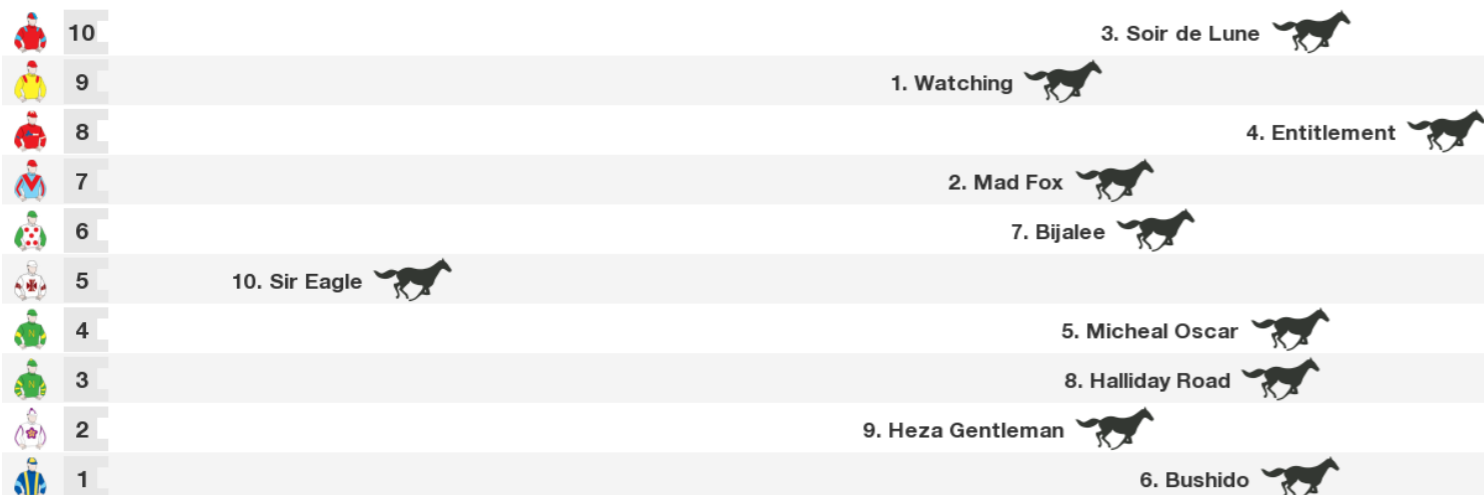 10 3. Soir de Lune
9 1. Watching
8 4. Entitlement
7 2. Mad Fox
6 7. Bijalee
5 10. Sir Eagle
4 N 5. Micheal Oscar
3 N 8. Halliday Road
2 9. Heza Gentleman
1 6. Bushido